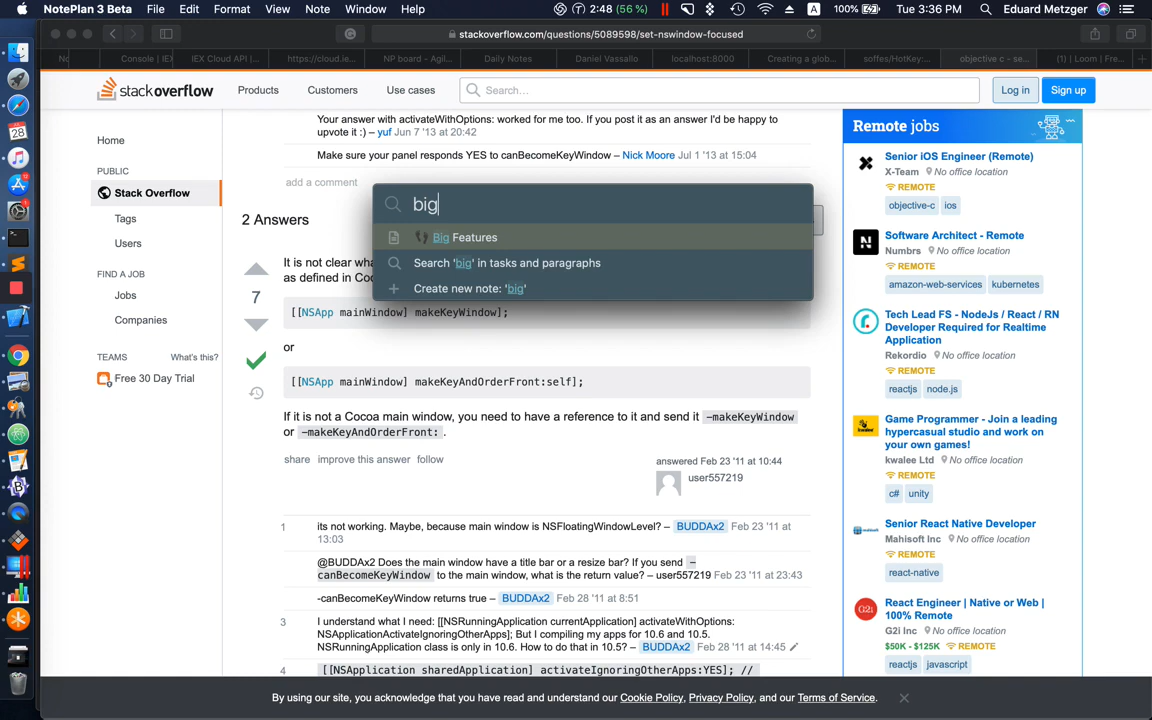 NotePlan 3 Beta File Edit Format View Note Window Help 2:48 (56 %) A 100% Tue 3:36 PM Eduard Metzger
stackoverflow.com/questions/5089598/set-nswindow-focused
Console | IEX IEX Cloud API |... https://cloud.ie... NP board - Agil... Daily Notes Daniel Vassallo localhost:8000 Creating a glob... soffes/HotKey:... objective c - se... (1) | Loom | Fre...
stackoverflow Products Customers Use cases Search... Log in Sign up
Home
PUBLIC
Stack Overflow
Tags
Users
FIND A JOB
Jobs
Companies
TEAMS What's this?
Free 30 Day Trial
Your answer with activateWithOptions: worked for me too. If you post it as an answer I'd be happy to
upvote it :) – yuf Jun 7 '13 at 20:42
Make sure your panel responds YES to canBecomeKeyWindow – Nick Moore Jul 1 '13 at 15:04
add a comment
big
Big Features
Search 'big' in tasks and paragraphs
Create new note: 'big'
2 Answers
It is not clear wha
as defined in Coc
7
[[NSApp mainWindow] makeKeyWindow];
or
[[NSApp mainWindow] makeKeyAndOrderFront:self];
If it is not a Cocoa main window, you need to have a reference to it and send it -makeKeyWindow
or -makeKeyAndOrderFront: .
share improve this answer follow
answered Feb 23 '11 at 10:44
user557219
1 its not working. Maybe, because main window is NSFloatingWindowLevel? – BUDDAx2 Feb 23 '11 at
13:03
@BUDDAx2 Does the main window have a title bar or a resize bar? If you send -
canBecomeKeyWindow to the main window, what is the return value? – user557219 Feb 23 '11 at 23:43
-canBecomeKeyWindow returns true – BUDDAx2 Feb 28 '11 at 8:51
3 I understand what I need: [[NSRunningApplication currentApplication] activateWithOptions:
NSApplicationActivateIgnoringOtherApps]; But I compiling my apps for 10.6 and 10.5.
NSRunningApplication class is only in 10.6. How to do that in 10.5? – BUDDAx2 Feb 28 '11 at 14:45
4 [[NSApplication sharedApplication] activateIgnoringOtherApps:YES]; //
Remote jobs
Senior iOS Engineer (Remote)
X-Team No office location
REMOTE
objective-c ios
Software Architect - Remote
Numbrs No office location
REMOTE
amazon-web-services kubernetes
Tech Lead FS - NodeJs / React / RN
Developer Required for Realtime
Application
Rekordio No office location
REMOTE
reactjs node.js
Game Programmer - Join a leading
hypercasual studio and work on
your own games!
kwalee Ltd No office location
REMOTE
c# unity
Senior React Native Developer
Mahisoft Inc No office location
REMOTE
react-native
React Engineer | Native or Web |
100% Remote
G2i Inc No office location
$50K - $125K REMOTE
reactjs javascript
By using our site, you acknowledge that you have read and understand our Cookie Policy, Privacy Policy, and our Terms of Service.